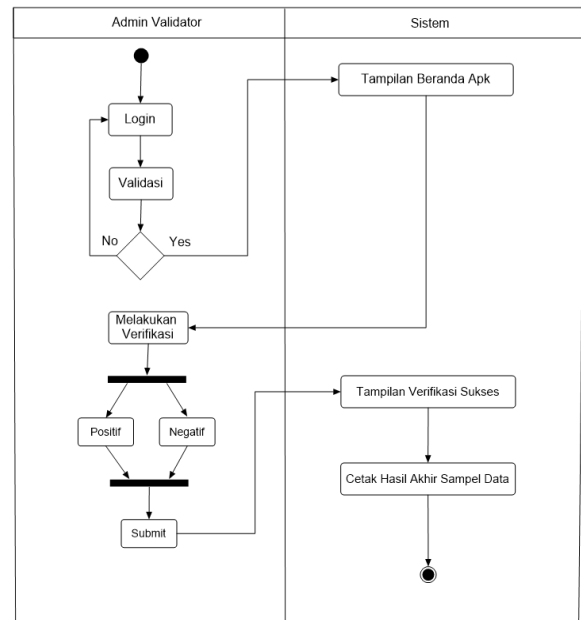 Admin Validator
Sistem
Tampilan Beranda Apk
Login
Validasi
No
Yes
Melakukan
Verifikasi
Tampilan Verifikasi Sukses
Positif
Negatif
Cetak Hasil Akhir Sampel Data
Submit